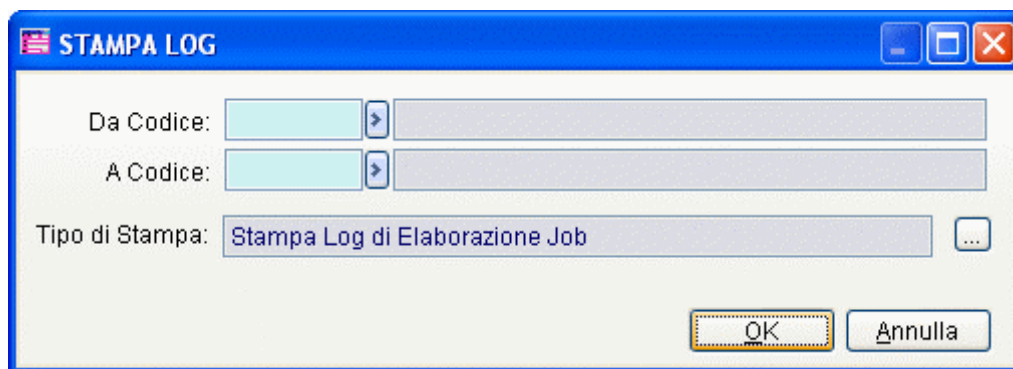 STAMPA LOG
Da Codice:
A Codice:
Tipo di Stampa: Stampa Log di Elaborazione Job ...
OK Annulla